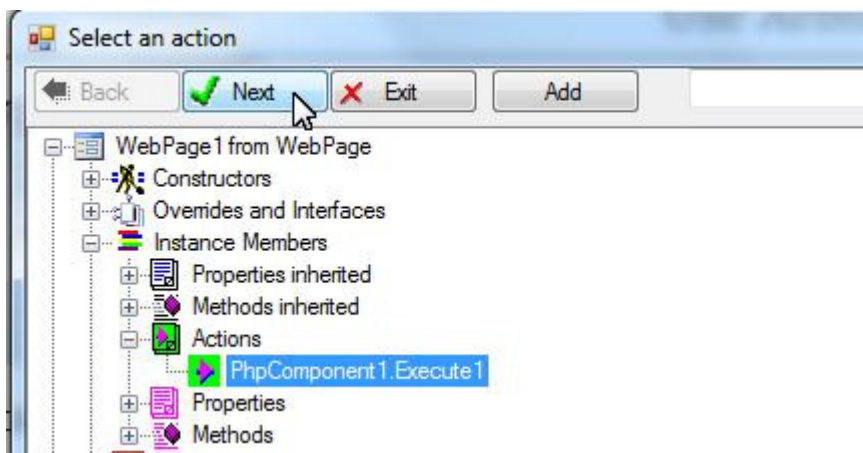 Select an action
Back Next Exit Add
WebPage1 from WebPage
Constructors
Overrides and Interfaces
Instance Members
Properties inherited
Methods inherited
Actions
PhpComponent1.Execute1
Properties
Methods